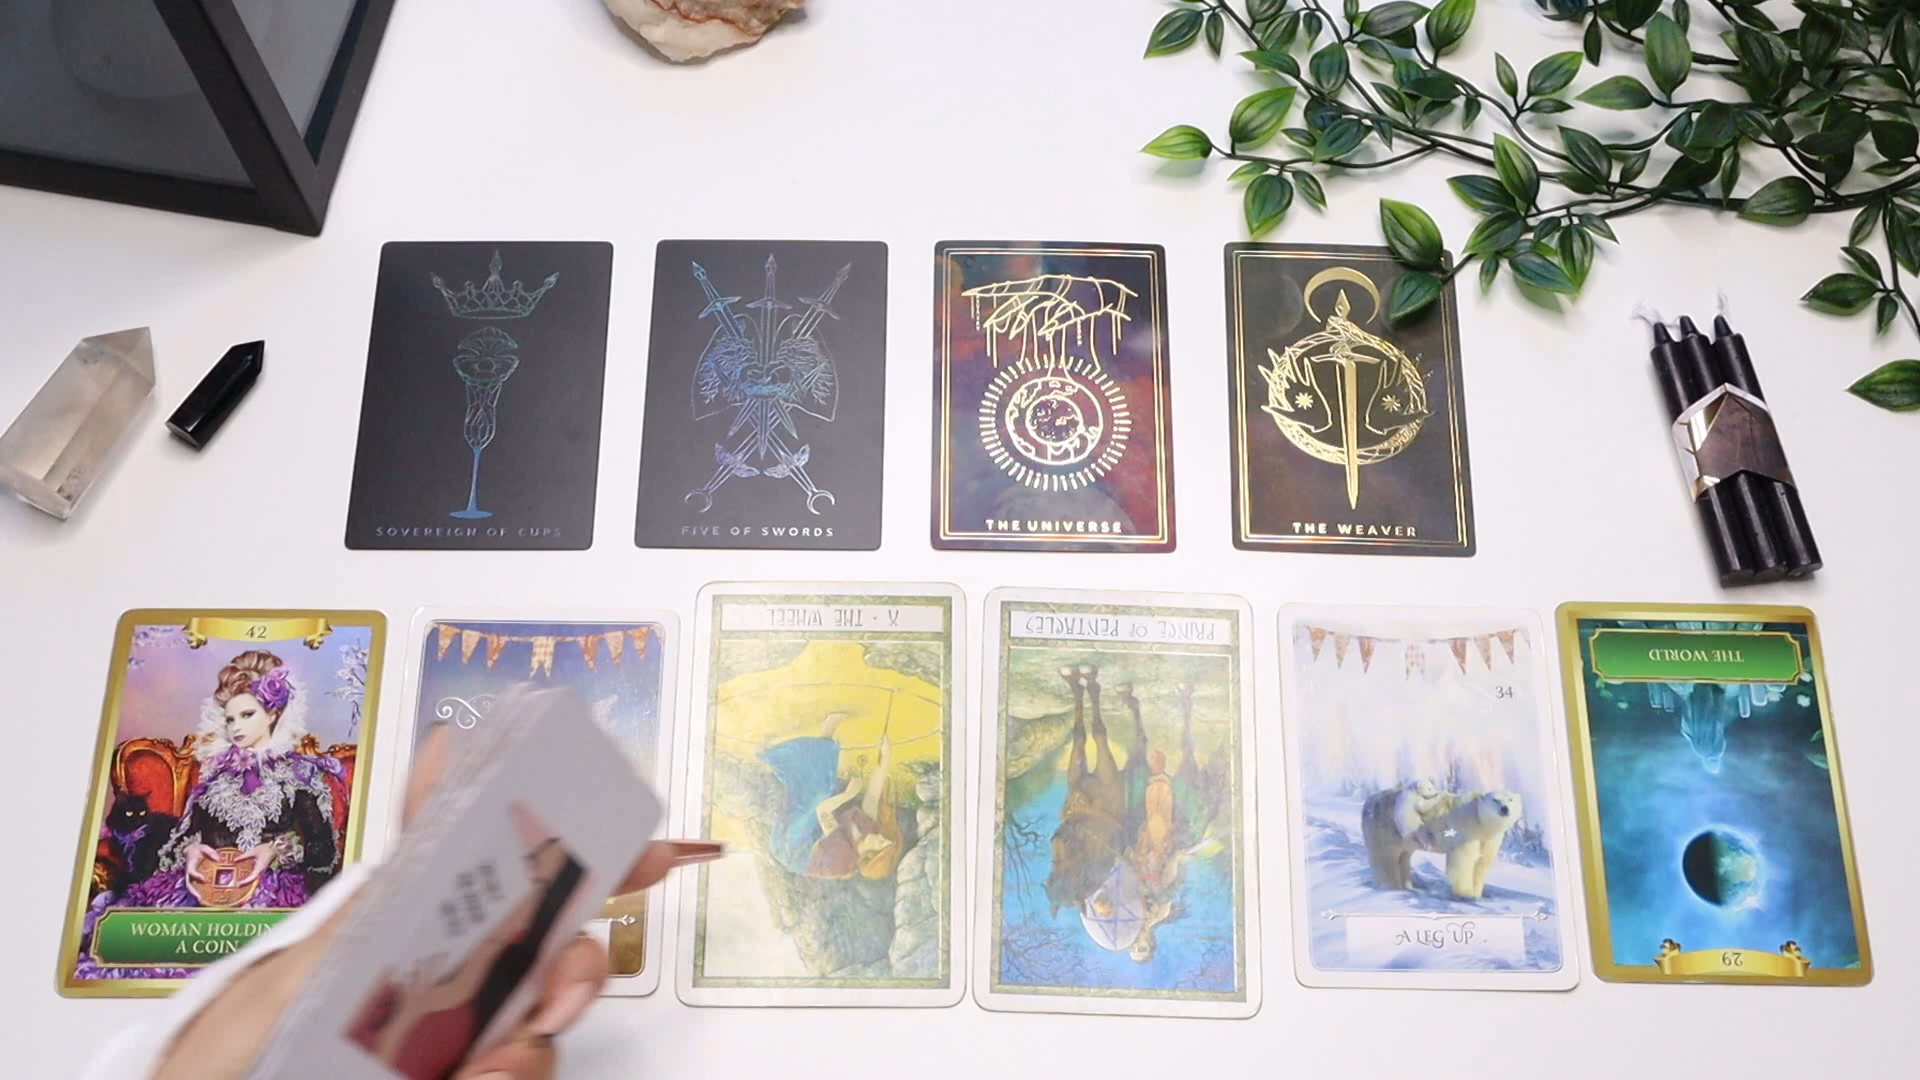 SOVEREIGN OF CUPS
FIVE OF SWORDS
THE UNIVERSE
THE WEAVER
42
WOMAN HOLDING
A COIN
X · THE WHEEL
PRINCE OF PENTACLES
34
A LEG UP
THE WORLD
29